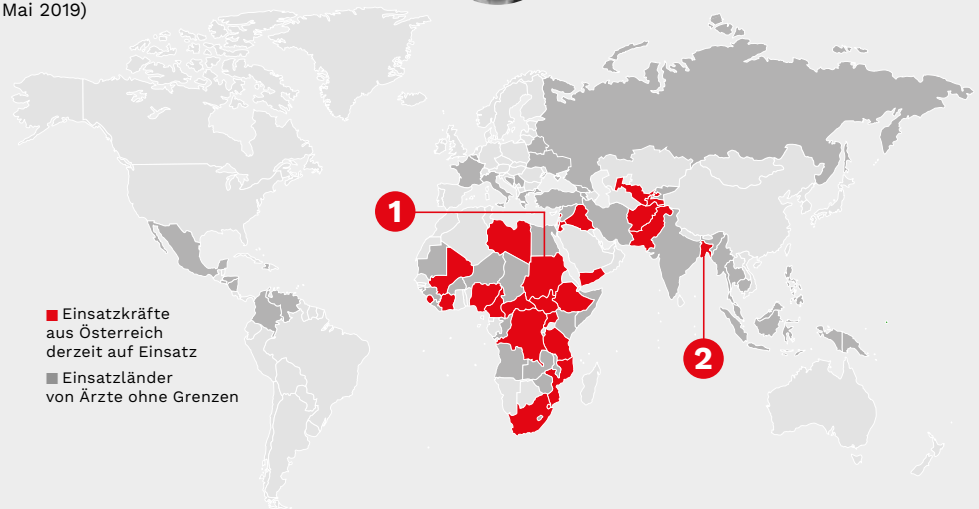 Mai 2019)
1
Einsatzkräfte
aus Österreich
derzeit auf Einsatz
Einsatzländer
von Ärzte ohne Grenzen
2